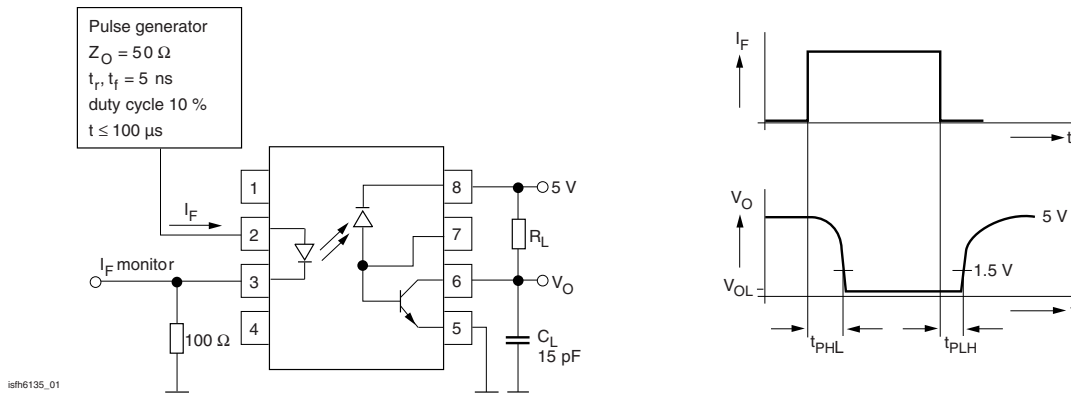 Pulse generator
Z_O = 50 Ω
t_r, t_f = 5 ns
duty cycle 10 %
t ≤ 100 µs
I_F
1
2
3
4
8
7
6
5
5 V
R_L
V_O
C_L
15 pF
I_F monitor
100 Ω
isfh6135_01
I_F
t
V_O
5 V
1.5 V
V_OL
t_PHL
t_PLH